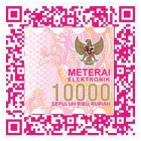 METERAI
ELEKTRONIK
10000
SEPULUH RIBU RUPIAH